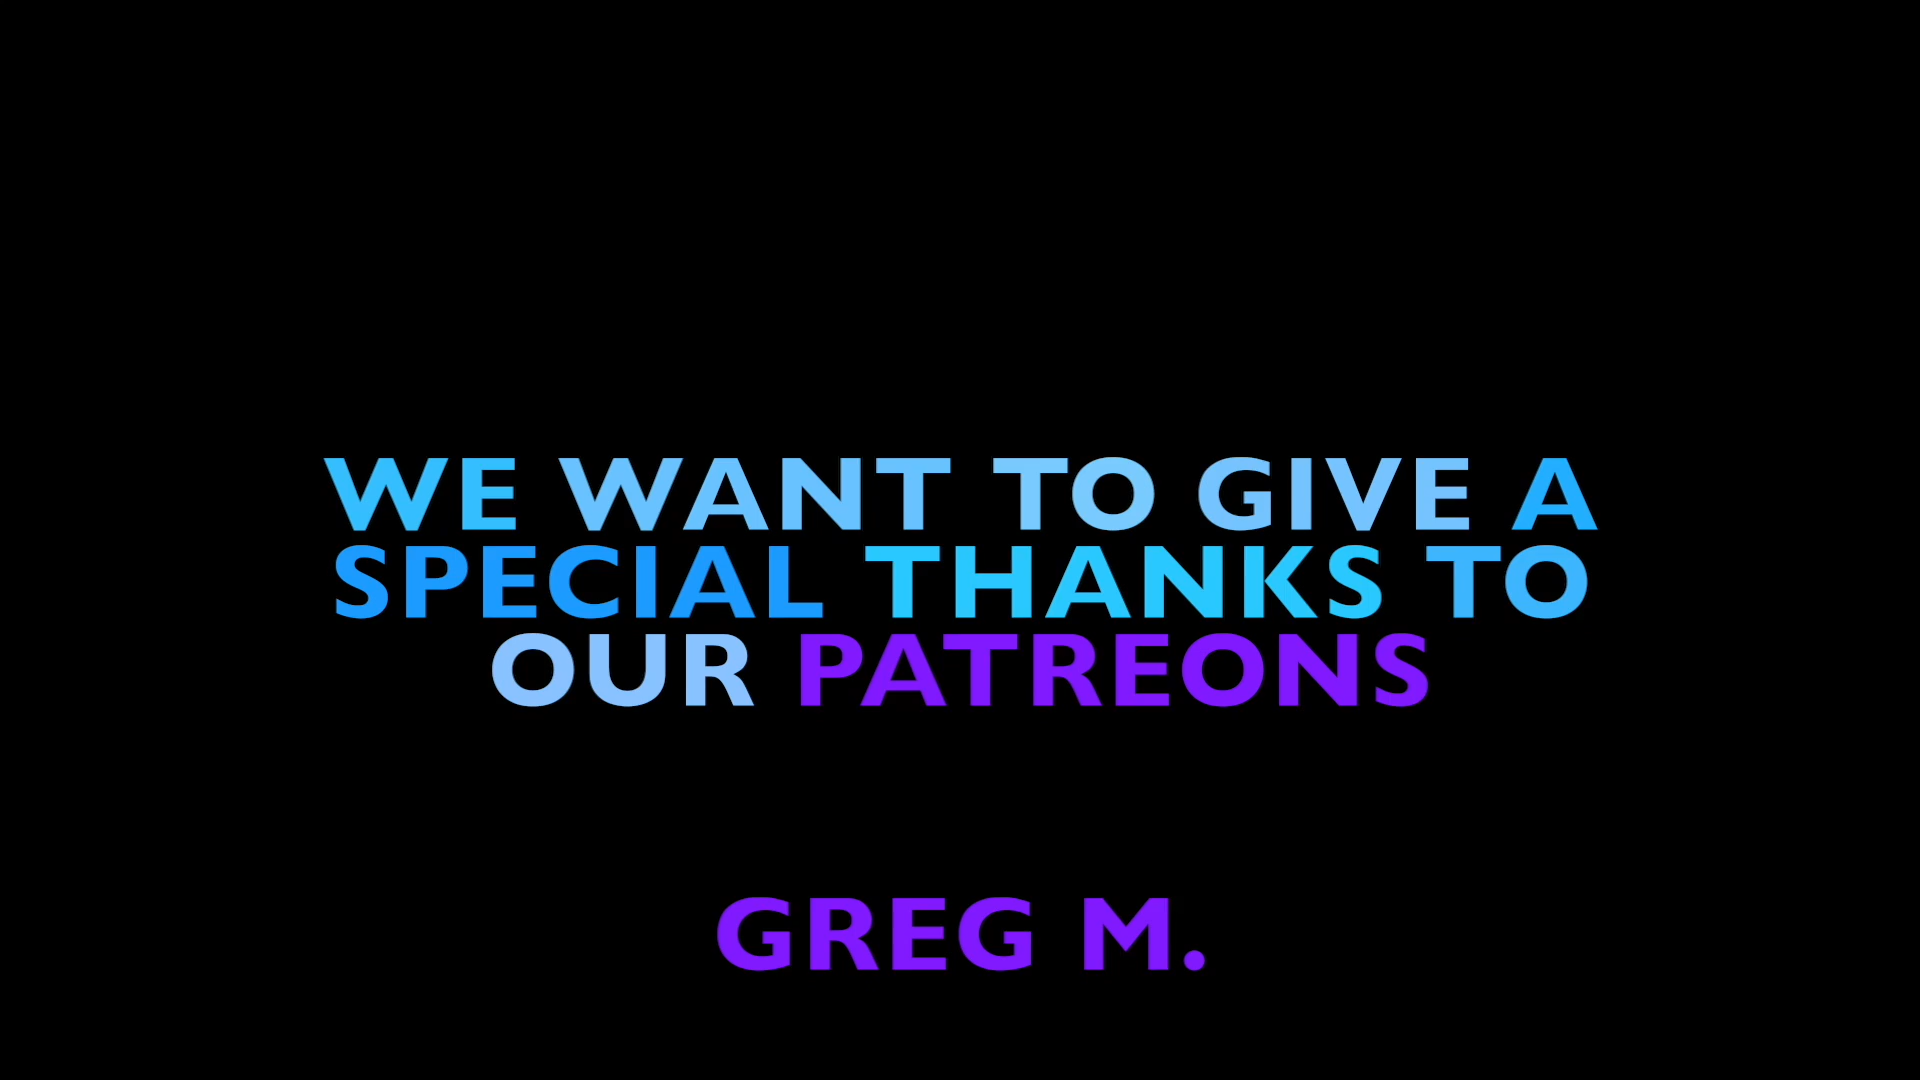 WE WANT TO GIVE A
SPECIAL THANKS TO
OUR PATREONS
GREG M.